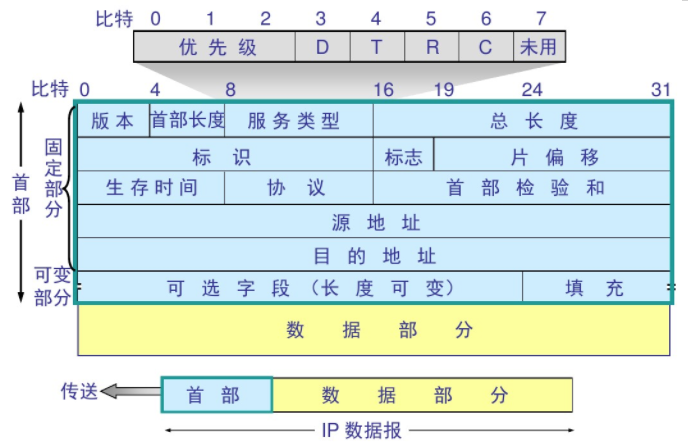 比特 0 1 2 3 4 5 6 7
优先级 D T R C 未用
比特 0 4 8 16 19 24 31
版本 首部长度 服务类型 总长度
标识 标志 片偏移
生存时间 协议 首部检验和
源地址
目的地址
可选字段（长度可变） 填充
数据部分
首部
固定部分
可变部分
传送 首部 数据部分
IP 数据报